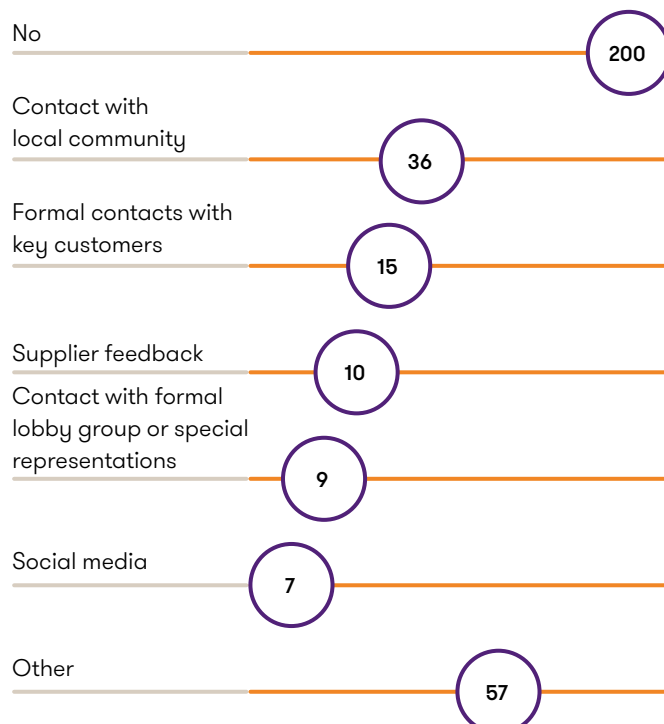 No
200
Contact with
local community
36
Formal contacts with
key customers
15
Supplier feedback
10
Contact with formal
lobby group or special
representations
9
Social media
7
Other
57